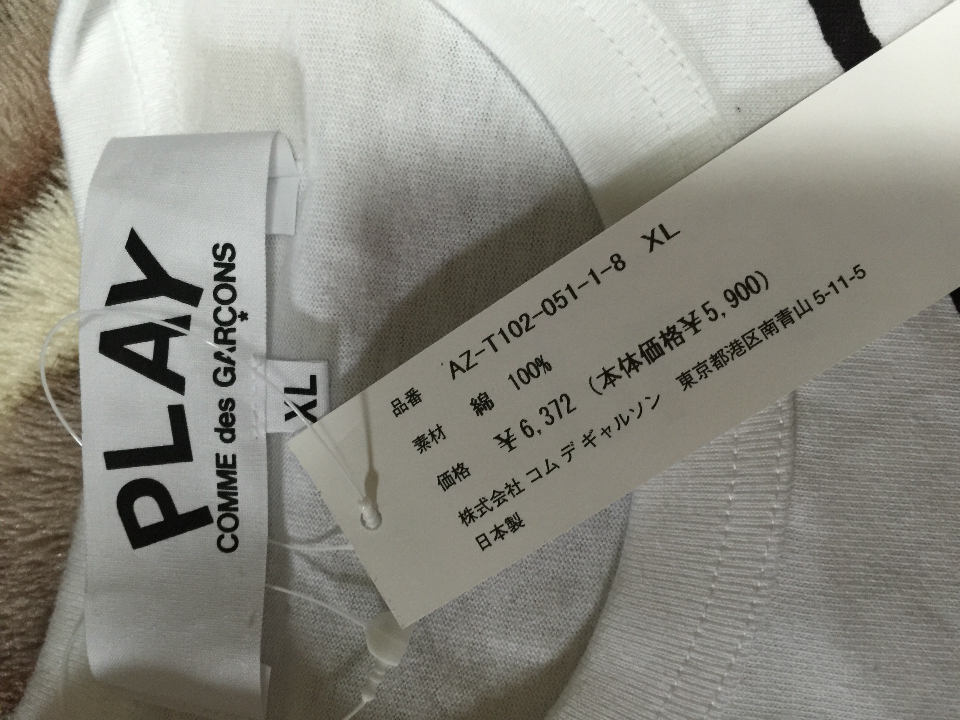 PLAY
COMME des GARÇONS
XL
品番 AZ-T102-051-1-8 XL
素材 綿 100%
価格 ¥6,372 (本体価格¥5,900)
株式会社 コム デ ギャルソン 東京都港区南青山 5-11-5
日本製